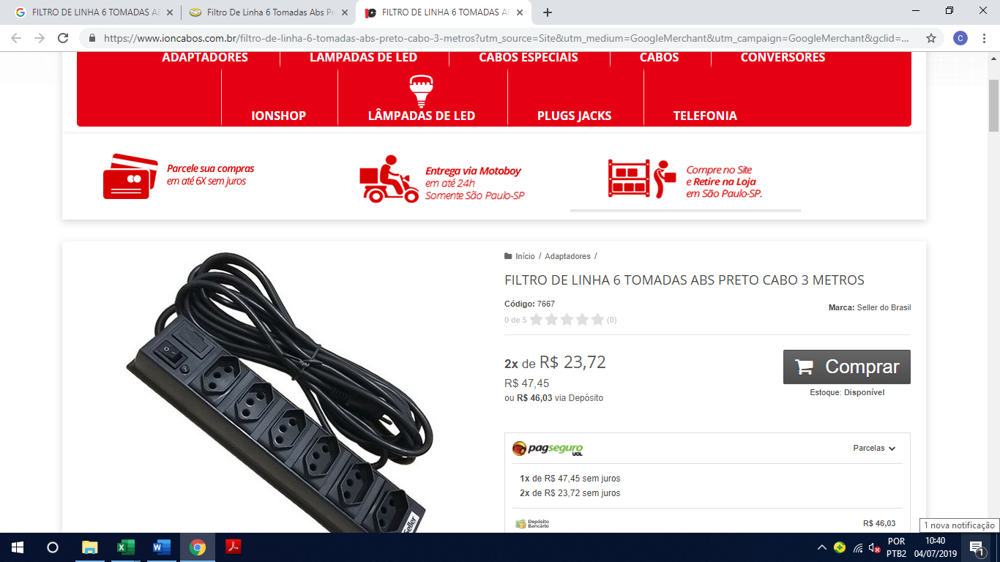 FILTRO DE LINHA 6 TOMADAS A
Filtro De Linha 6 Tomadas Abs Pr
FILTRO DE LINHA 6 TOMADAS AB
https://www.ioncabos.com.br/filtro-de-linha-6-tomadas-abs-preto-cabo-3-metros?utm_source=Site&utm_medium=GoogleMerchant&utm_campaign=GoogleMerchant&gclid=...
C
ADAPTADORES
LÂMPADAS DE LED
CABOS ESPECIAIS
CABOS
CONVERSORES
IONSHOP
LÂMPADAS DE LED
PLUGS JACKS
TELEFONIA
Parcele sua compras
em até 6X sem juros
Entrega via Motoboy
em até 24h
Somente São Paulo-SP
Compre no Site
e Retire na Loja
em São Paulo-SP.
Início / Adaptadores /
FILTRO DE LINHA 6 TOMADAS ABS PRETO CABO 3 METROS
Código: 7667
Marca: Seller do Brasil
0 de 5 (0)
2x de R$ 23,72
R$ 47,45
ou R$ 46,03 via Depósito
Comprar
Estoque: Disponível
pagseguro
UOL
Parcelas
1x de R$ 47,45 sem juros
2x de R$ 23,72 sem juros
Depósito
Bancário
R$ 46,03
eller
1 nova notificação
POR
PTB2
10:40
04/07/2019
1